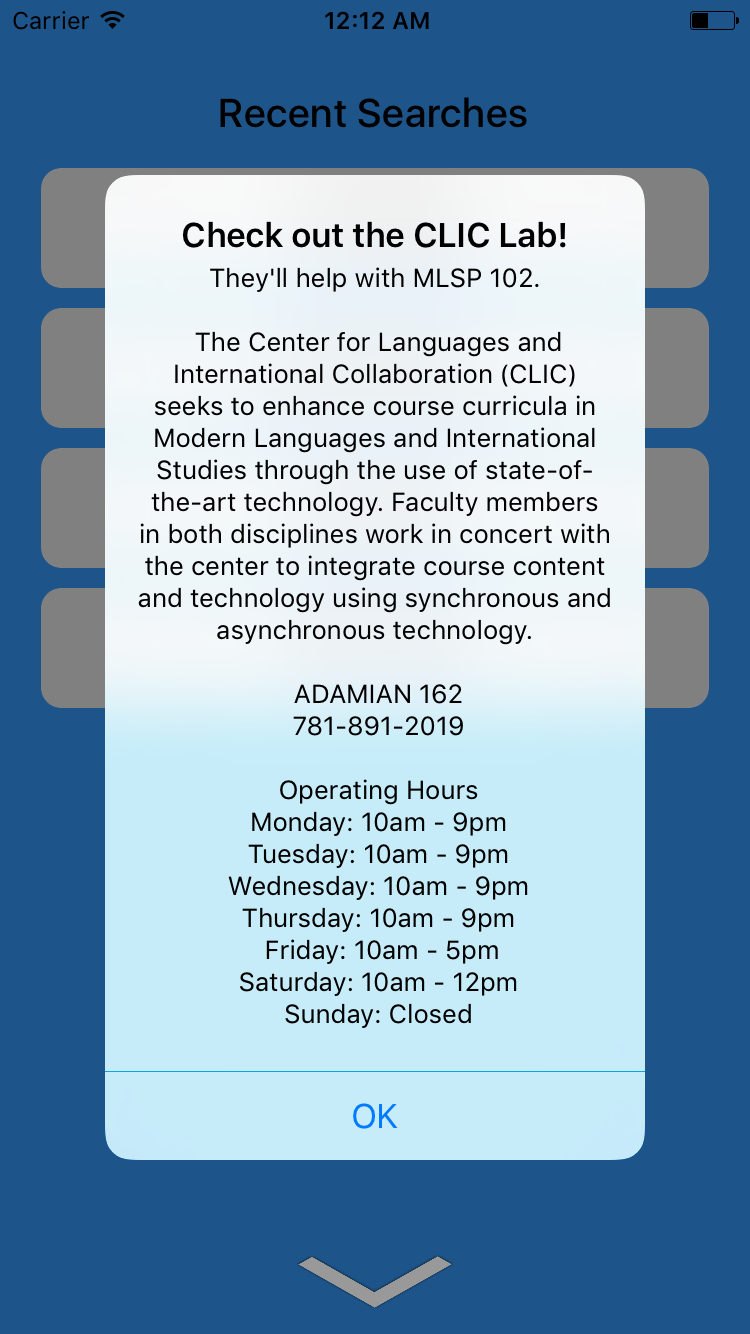 Carrier 12:12 AM
Recent Searches
Check out the CLIC Lab!
They'll help with MLSP 102.
The Center for Languages and
International Collaboration (CLIC)
seeks to enhance course curricula in
Modern Languages and International
Studies through the use of state-of-
the-art technology. Faculty members
in both disciplines work in concert with
the center to integrate course content
and technology using synchronous and
asynchronous technology.
ADAMIAN 162
781-891-2019
Operating Hours
Monday: 10am - 9pm
Tuesday: 10am - 9pm
Wednesday: 10am - 9pm
Thursday: 10am - 9pm
Friday: 10am - 5pm
Saturday: 10am - 12pm
Sunday: Closed
OK